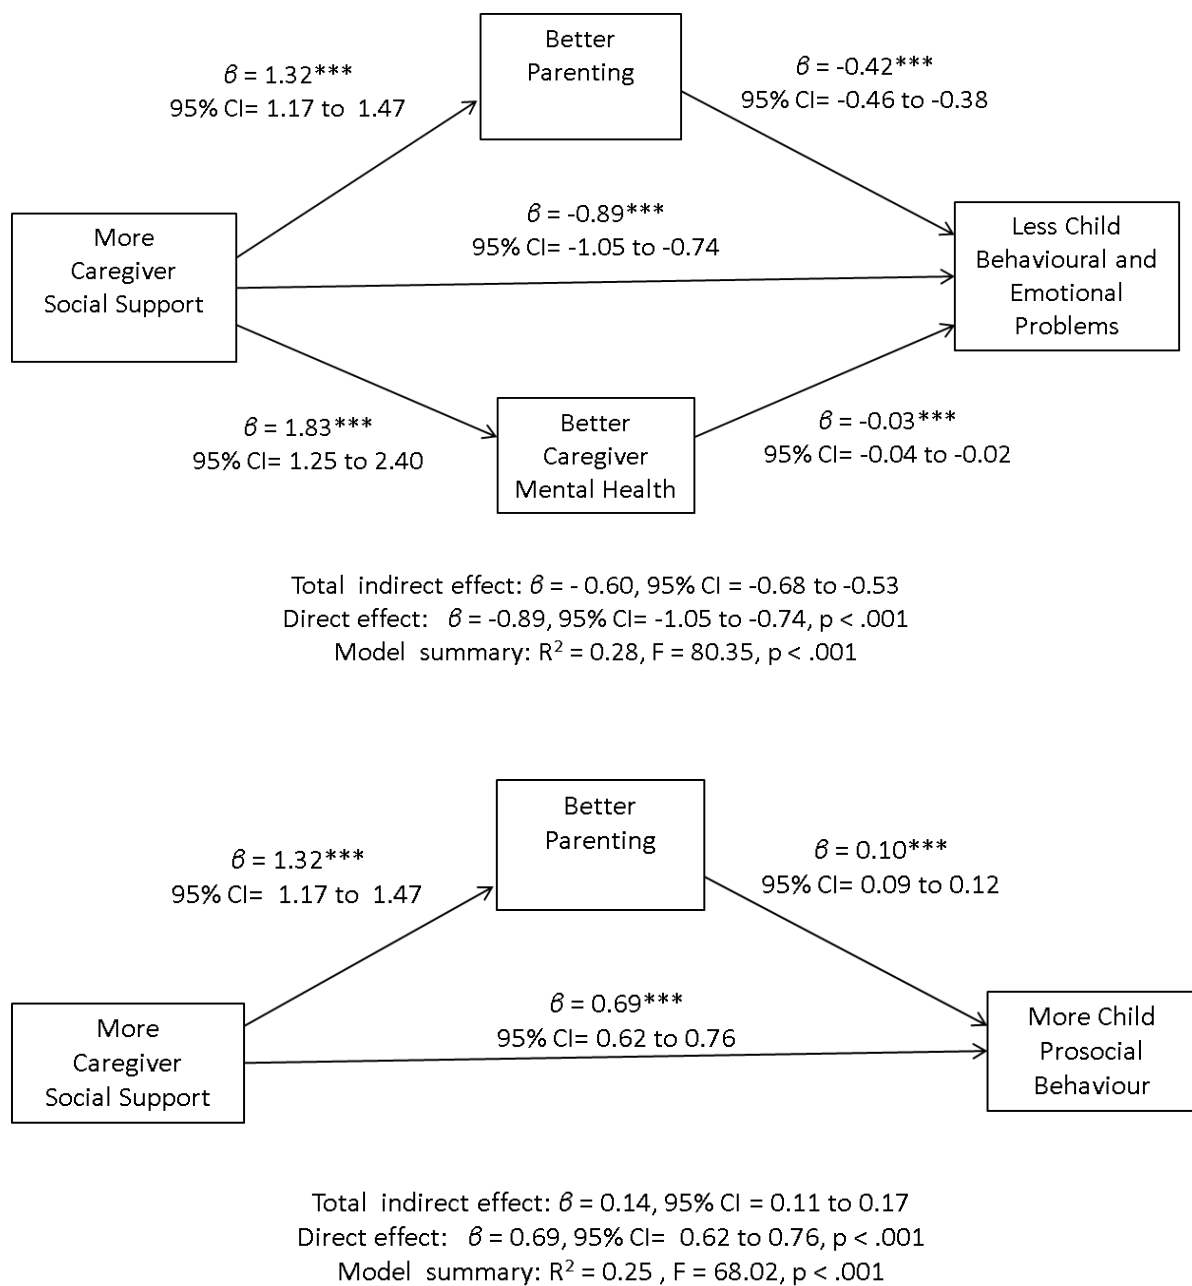 Better
Parenting
β = 1.32***
95% CI= 1.17 to  1.47
β = -0.42***
95% CI= -0.46 to -0.38
More
Caregiver
Social Support
β = -0.89***
95% CI= -1.05 to -0.74
Less Child
Behavioural and
Emotional
Problems
β = 1.83***
95% CI= 1.25 to 2.40
Better
Caregiver
Mental Health
β = -0.03***
95% CI= -0.04 to -0.02
Total  indirect effect: β = - 0.60, 95% CI = -0.68 to -0.53
Direct effect:   β = -0.89, 95% CI= -1.05 to -0.74, p < .001
Model  summary: R² = 0.28, F = 80.35, p < .001
Better
Parenting
β = 1.32***
95% CI=  1.17 to  1.47
β = 0.10***
95% CI= 0.09 to 0.12
More
Caregiver
Social Support
β = 0.69***
95% CI= 0.62 to 0.76
More Child
Prosocial
Behaviour
Total  indirect effect: β = 0.14, 95% CI = 0.11 to 0.17
Direct effect:   β = 0.69, 95% CI=  0.62 to 0.76, p < .001
Model  summary: R² = 0.25 , F = 68.02, p < .001